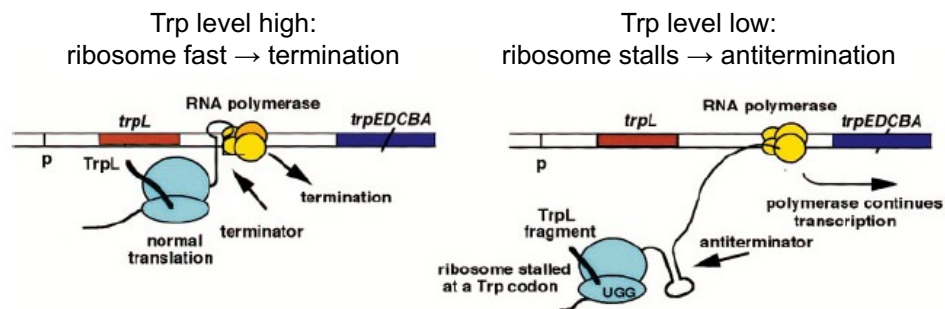 Trp level high:
ribosome fast → termination
RNA polymerase
trpL
trpEDCBA
p
TrpL
termination
normal
translation
terminator
Trp level low:
ribosome stalls → antitermination
RNA polymerase
trpL
trpEDCBA
p
polymerase continues
transcription
TrpL
fragment
antiterminator
ribosome stalled
at a Trp codon
UGG